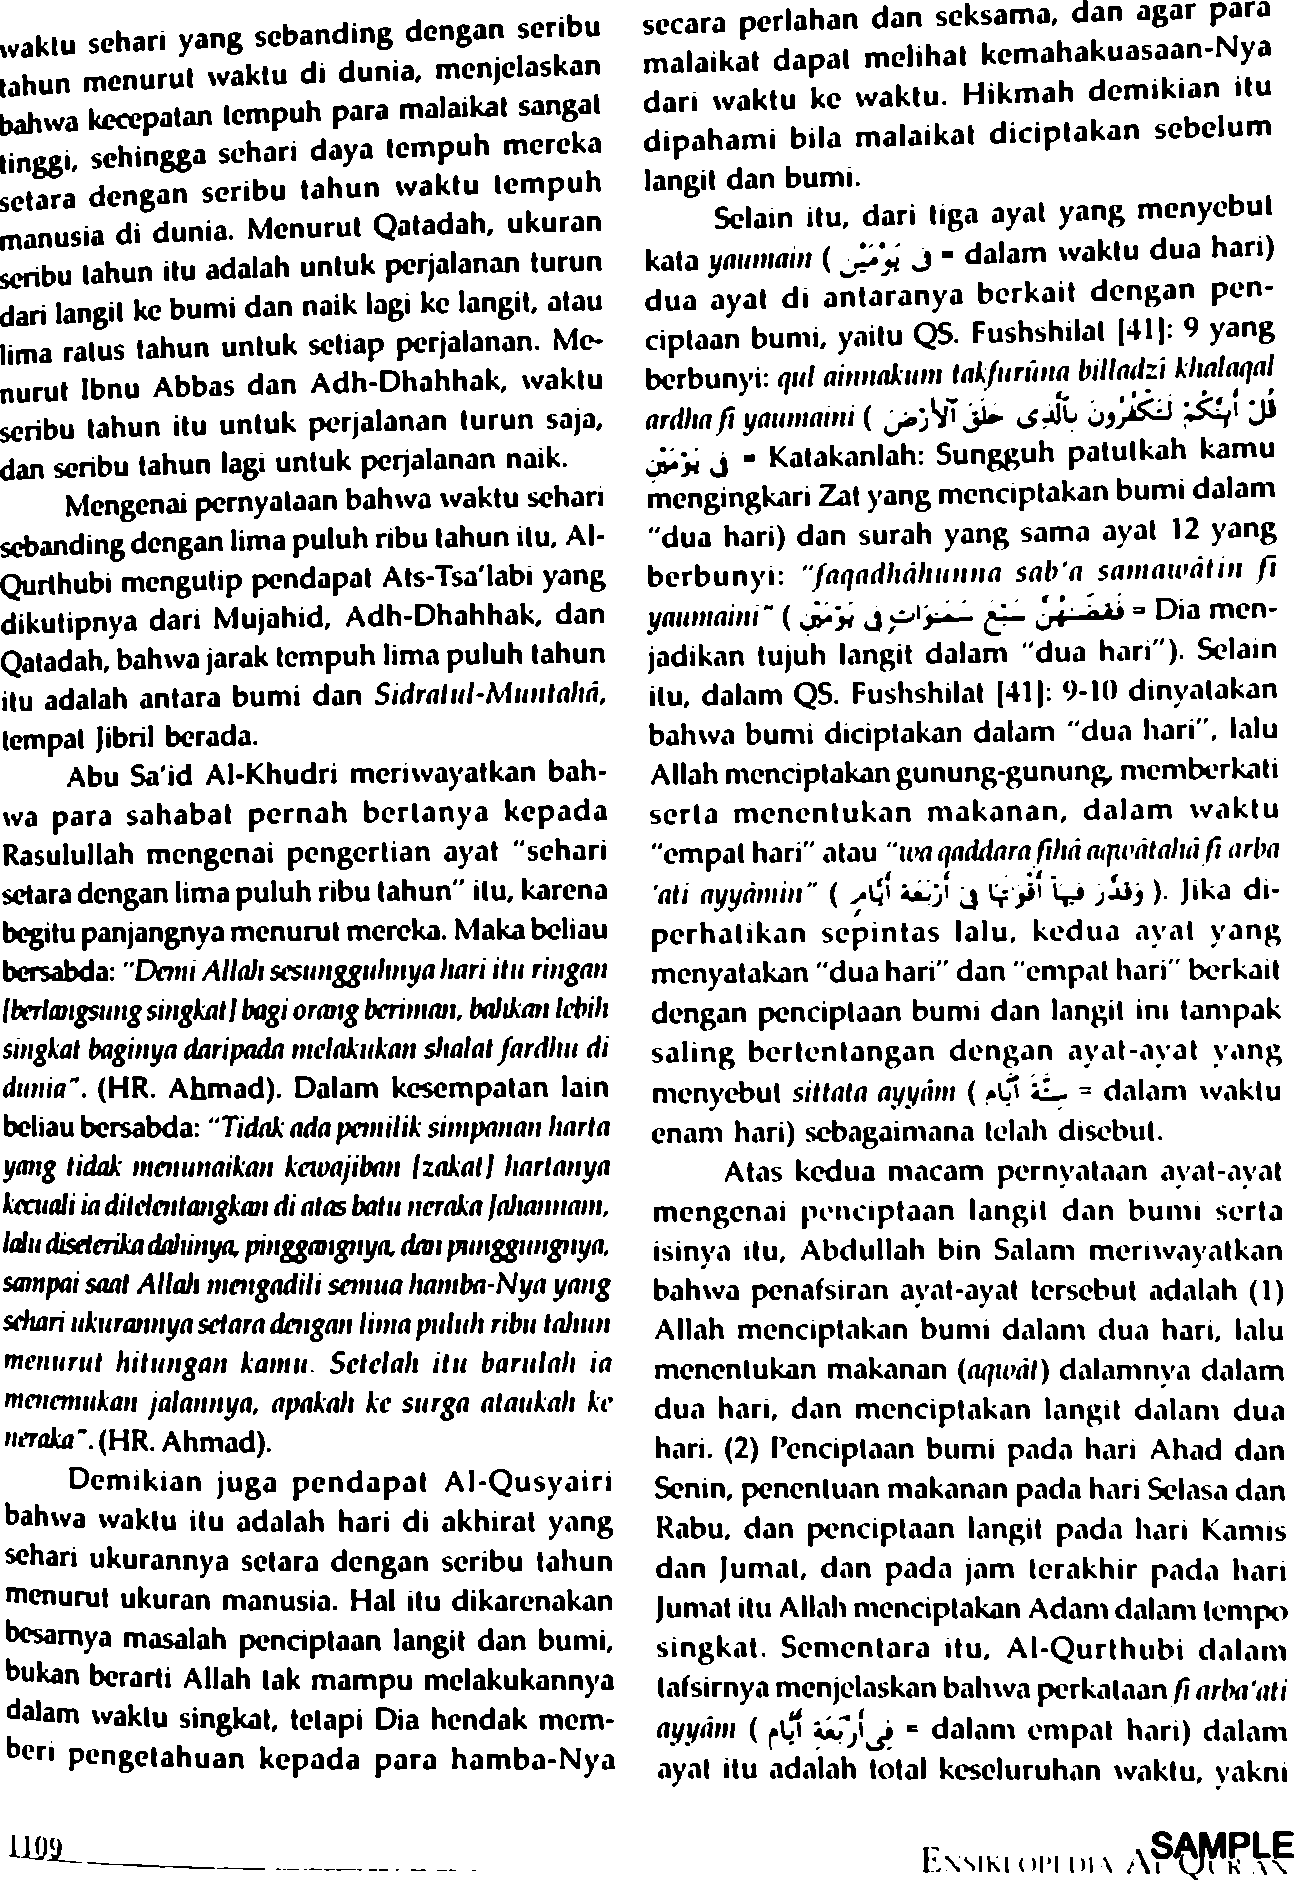 waktu sehari yang sebanding dengan seribu
tahun menurut waktu di dunia, menjelaskan
bahwa kecepatan tempuh para malaikat sangat
tinggi, sehingga sehari daya tempuh mereka
setara dengan seribu tahun waktu tempuh
manusia di dunia. Menurut Qatadah, ukuran
seribu tahun itu adalah untuk perjalanan turun
dari langit ke bumi dan naik lagi ke langit, atau
lima ratus tahun untuk setiap perjalanan. Me-
nurut Ibnu Abbas dan Adh-Dhahhak, waktu
seribu tahun itu untuk perjalanan turun saja,
dan seribu tahun lagi untuk perjalanan naik.
Mengenai pernyataan bahwa waktu sehari
sebanding dengan lima puluh ribu tahun itu, Al-
Qurthubi mengutip pendapat Ats-Tsa'labi yang
dikutipnya dari Mujahid, Adh-Dhahhak, dan
Qatadah, bahwa jarak tempuh lima puluh tahun
itu adalah antara bumi dan Sidratul-Muntahâ,
tempat Jibril berada.
Abu Sa'id Al-Khudri meriwayatkan bah-
wa para sahabat pernah bertanya kepada
Rasulullah mengenai pengertian ayat "sehari
setara dengan lima puluh ribu tahun" itu, karena
begitu panjangnya menurut mereka. Maka beliau
bersabda: "Demi Allah sesungguhnya hari itu ringan
[berlangsung singkat] bagi orang beriman, bahkan lebih
singkat baginya daripada melakukan shalat fardhu di
dunia". (HR. Ahmad). Dalam kesempatan lain
beliau bersabda: "Tidak ada pemilik simpanan harta
yang tidak menunaikan kewajiban [zakat] hartanya
kecuali ia ditelentangkan di atas batu neraka Jahannam,
lalu diseterika dahinya, pinggangnya, dan punggungnya,
sampai saat Allah mengadili semua hamba-Nya yang
sehari ukurannya setara dengan lima puluh ribu tahun
menurut hitungan kamu. Setelah itu barulah ia
menemukan jalannya, apakah ke surga ataukah ke
neraka". (HR. Ahmad).
Demikian juga pendapat Al-Qusyairi
bahwa waktu itu adalah hari di akhirat yang
sehari ukurannya setara dengan seribu tahun
menurut ukuran manusia. Hal itu dikarenakan
besarnya masalah penciptaan langit dan bumi,
bukan berarti Allah tak mampu melakukannya
dalam waktu singkat, tetapi Dia hendak mem-
beri pengetahuan kepada para hamba-Nya
secara perlahan dan seksama, dan agar para
malaikat dapat melihat kemahakuasaan-Nya
dari waktu ke waktu. Hikmah demikian itu
dipahami bila malaikat diciptakan sebelum
langit dan bumi.
Selain itu, dari tiga ayat yang menyebut
kata yaumain ( فِى يَوْمَيْنِ = dalam waktu dua hari)
dua ayat di antaranya berkait dengan pen-
ciptaan bumi, yaitu QS. Fushshilat [41]: 9 yang
berbunyi: qul ainnakum takfurûna billadzi khalaqal
ardha fi yaumaini ( قُلْ أَئِنَّكُمْ لَتَكْفُرُونَ بِٱلَّذِى خَلَقَ ٱلْأَرْضَ
فِى يَوْمَيْنِ = Katakanlah: Sungguh patutkah kamu
mengingkari Zat yang menciptakan bumi dalam
"dua hari) dan surah yang sama ayat 12 yang
berbunyi: "faqadhâhunna sab'a samawâtin fi
yaumaini" ( فَقَضَىٰهُنَّ سَبْعَ سَمَٰوَاتٍ فِى يَوْمَيْنِ = Dia men-
jadikan tujuh langit dalam "dua hari"). Selain
itu, dalam QS. Fushshilat [41]: 9-10 dinyatakan
bahwa bumi diciptakan dalam "dua hari", lalu
Allah menciptakan gunung-gunung, memberkati
serta menentukan makanan, dalam waktu
"empat hari" atau "wa qaddara fihâ aqwâtahâ fi arba
'ati ayyâmin" ( وَقَدَّرَ فِيهَآ أَقْوَٰتَهَا فِى أَرْبَعَةِ أَيَّامٍ ). Jika di-
perhatikan sepintas lalu, kedua ayat yang
menyatakan "dua hari" dan "empat hari" berkait
dengan penciptaan bumi dan langit ini tampak
saling bertentangan dengan ayat-ayat yang
menyebut sittata ayyâm ( سِتَّةِ أَيَّامٍ = dalam waktu
enam hari) sebagaimana telah disebut.
Atas kedua macam pernyataan ayat-ayat
mengenai penciptaan langit dan bumi serta
isinya itu, Abdullah bin Salam meriwayatkan
bahwa penafsiran ayat-ayat tersebut adalah (1)
Allah menciptakan bumi dalam dua hari, lalu
menentukan makanan (aqwât) dalamnya dalam
dua hari, dan menciptakan langit dalam dua
hari. (2) Penciptaan bumi pada hari Ahad dan
Senin, penentuan makanan pada hari Selasa dan
Rabu, dan penciptaan langit pada hari Kamis
dan Jumat, dan pada jam terakhir pada hari
Jumat itu Allah menciptakan Adam dalam tempo
singkat. Sementara itu, Al-Qurthubi dalam
tafsirnya menjelaskan bahwa perkataan fi arba'ati
ayyâm ( فِى أَرْبَعَةِ أَيَّامٍ = dalam empat hari) dalam
ayat itu adalah total keseluruhan waktu, yakni
1109
ENSIKLOPEDIA AL-QUR'AN
SAMPLE